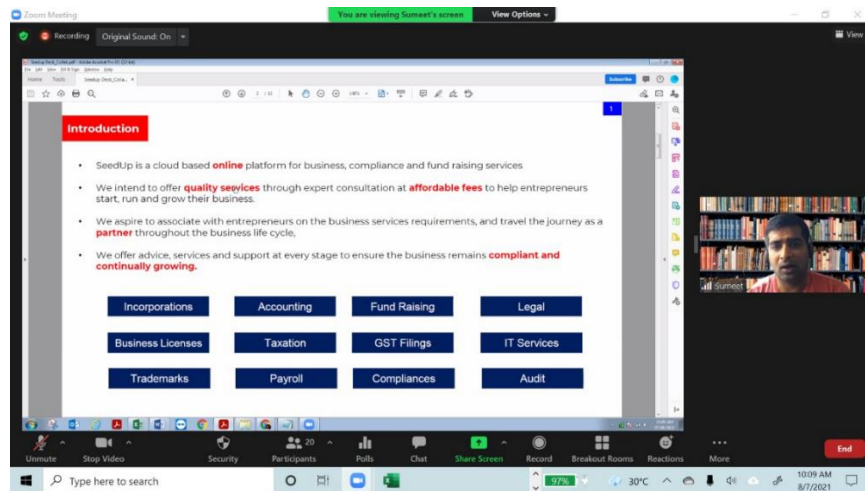 Zoom Meeting
You are viewing Sumeet's screen
View Options
Recording
Original Sound: On
View
Home Tools
Introduction
1
• SeedUp is a cloud based online platform for business, compliance and fund raising services
• We intend to offer quality services through expert consultation at affordable fees to help entrepreneurs
start, run and grow their business.
• We aspire to associate with entrepreneurs on the business services requirements, and travel the journey as a
partner throughout the business life cycle,
• We offer advice, services and support at every stage to ensure the business remains compliant and
continually growing.
Incorporations Accounting Fund Raising Legal
Business Licenses Taxation GST Filings IT Services
Trademarks Payroll Compliances Audit
Sumeet
20
Unmute Stop Video Security Participants Polls Chat Share Screen Record Breakout Rooms Reactions More End
Type here to search
97%
30°C
10:09 AM
8/7/2021